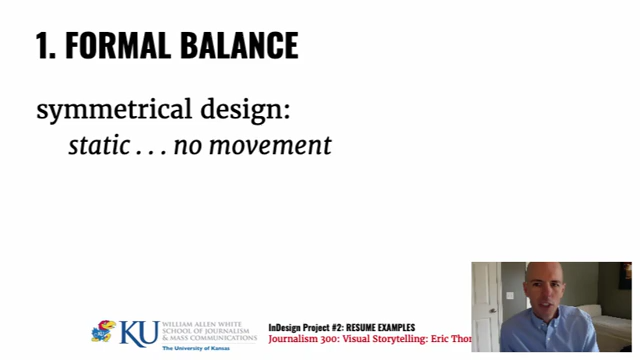 1. FORMAL BALANCE
symmetrical design:
static . . . no movement
KU
WILLIAM ALLEN WHITE
SCHOOL OF JOURNALISM
& MASS COMMUNICATIONS
The University of Kansas
InDesign Project #2: RESUME EXAMPLES
Journalism 300: Visual Storytelling: Eric Thor